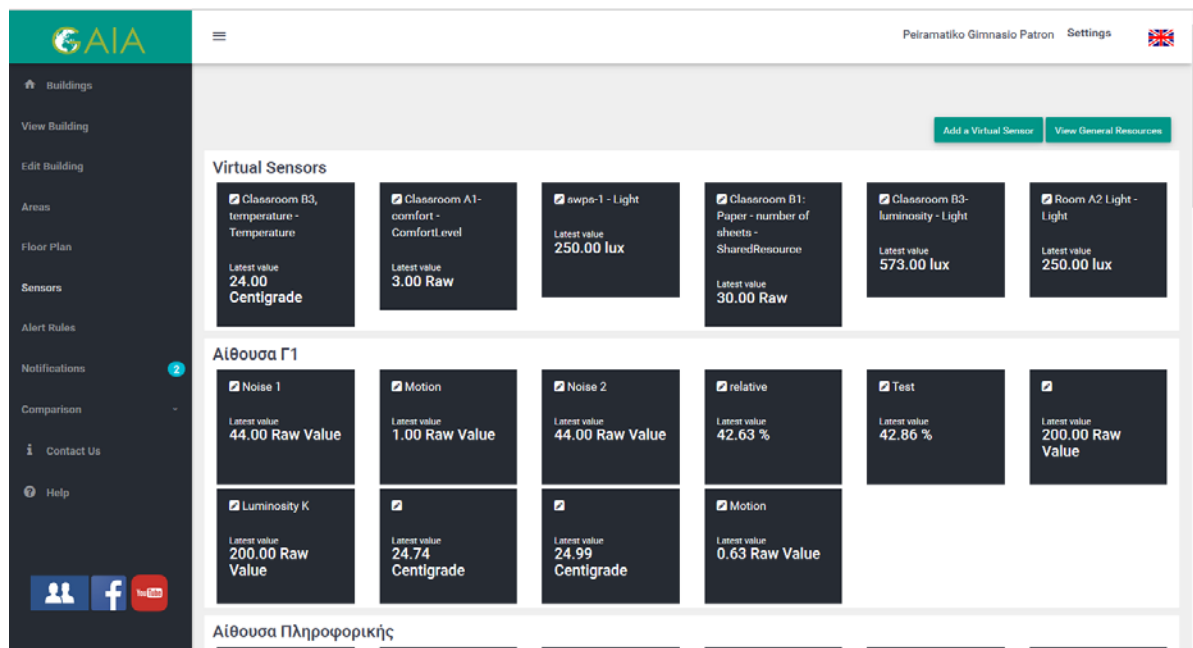 GAIA
Peiramatiko Gimnasio Patron Settings
Buildings
View Building
Edit Building
Areas
Floor Plan
Sensors
Alert Rules
Notifications 2
Comparison
Contact Us
Help
You Tube
Add a Virtual Sensor View General Resources
Virtual Sensors
Classroom B3,
temperature -
Temperature
Latest value
24.00
Centigrade
Classroom A1-
comfort -
ComfortLevel
Latest value
3.00 Raw
swps-1 - Light
Latest value
250.00 lux
Classroom B1:
Paper - number of
sheets -
SharedResource
Latest value
30.00 Raw
Classroom B3-
luminosity - Light
Latest value
573.00 lux
Room A2 Light -
Light
Latest value
250.00 lux
Αίθουσα Γ1
Noise 1
Latest value
44.00 Raw Value
Motion
Latest value
1.00 Raw Value
Noise 2
Latest value
44.00 Raw Value
relative
Latest value
42.63 %
Test
Latest value
42.86 %
Latest value
200.00 Raw
Value
Luminosity K
Latest value
200.00 Raw
Value
Latest value
24.74
Centigrade
Latest value
24.99
Centigrade
Motion
Latest value
0.63 Raw Value
Αίθουσα Πληροφορικής